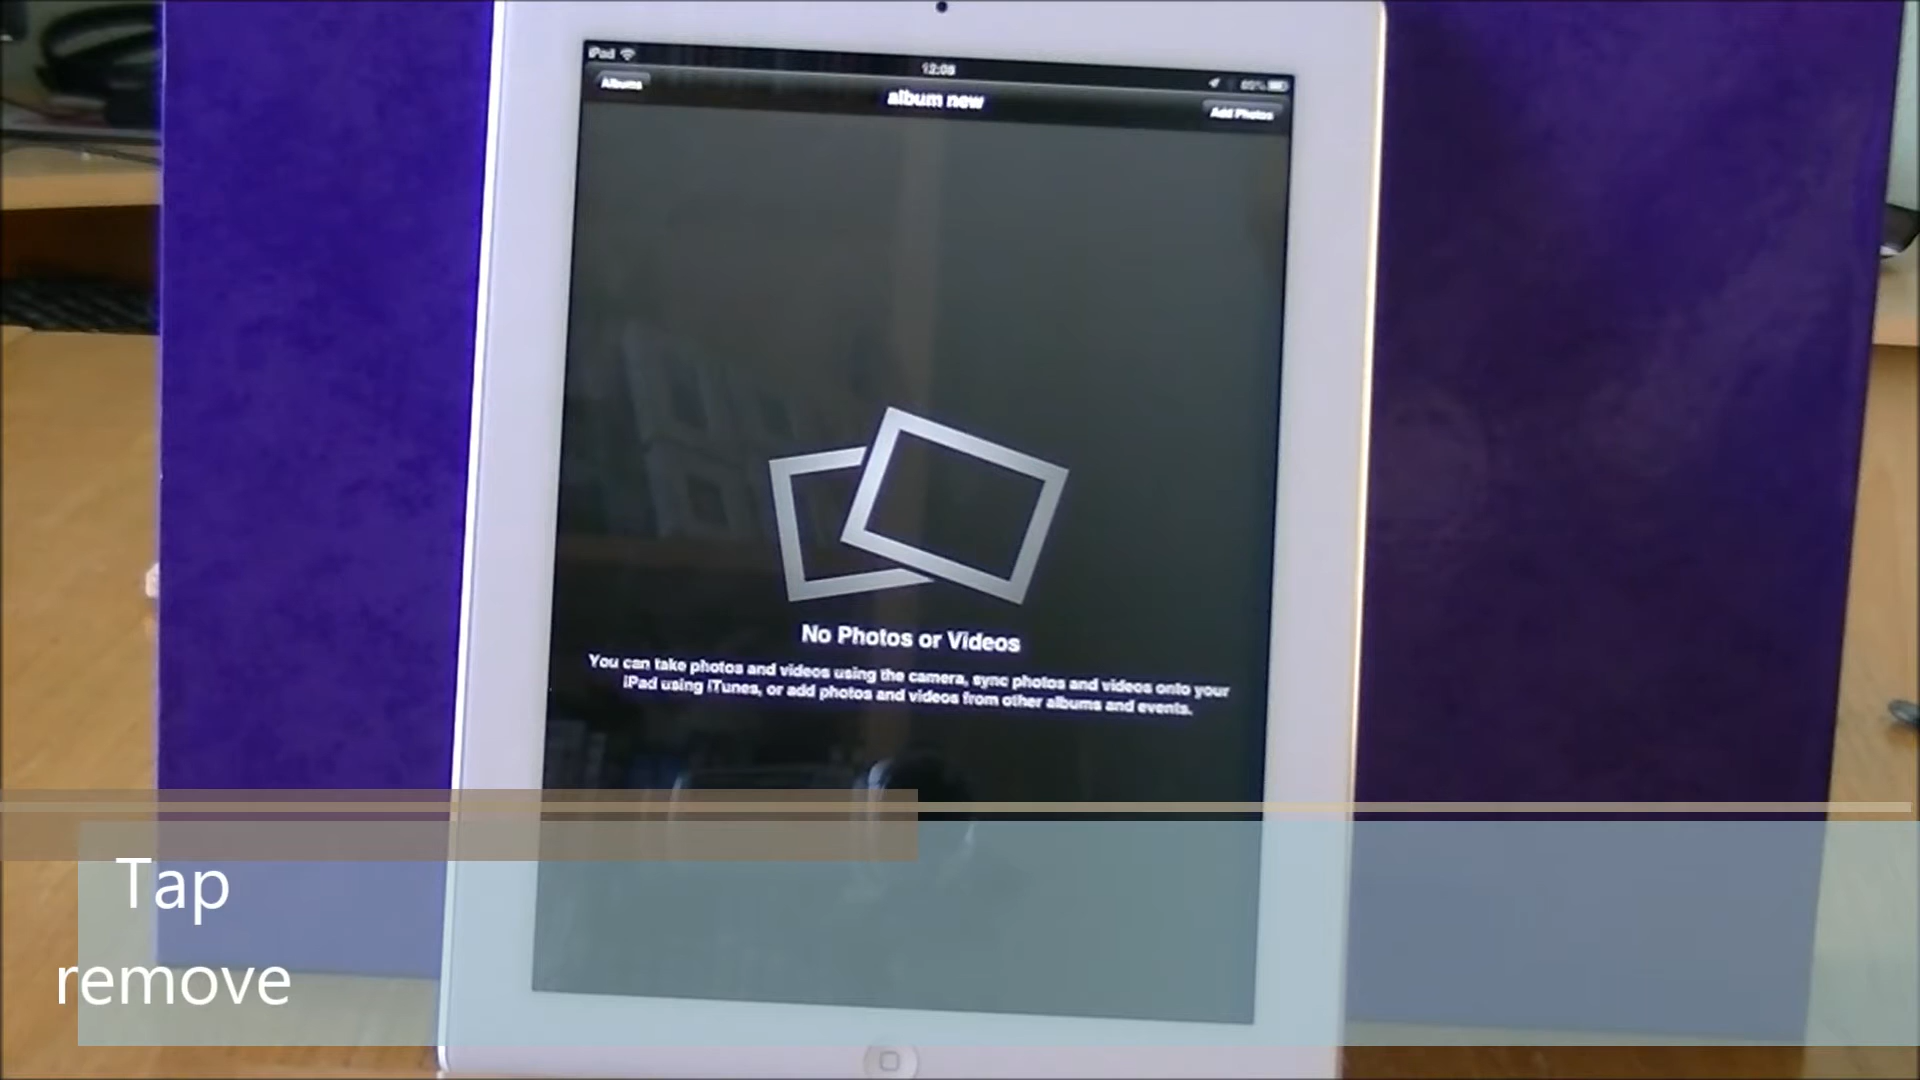 iPad
12:08
Albums
album new
Add Photos
No Photos or Videos
You can take photos and videos using the camera, sync photos and videos onto your
iPad using iTunes, or add photos and videos from other albums and events.
Tap
remove